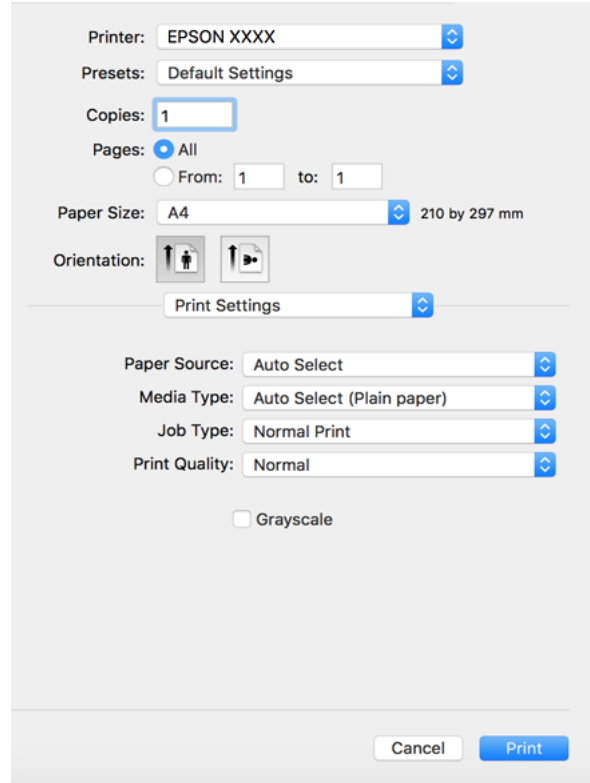 Printer: EPSON XXXX
Presets: Default Settings
Copies: 1
Pages: All
From: 1 to: 1
Paper Size: A4 210 by 297 mm
Orientation:
Print Settings
Paper Source: Auto Select
Media Type: Auto Select (Plain paper)
Job Type: Normal Print
Print Quality: Normal
Grayscale
Cancel Print